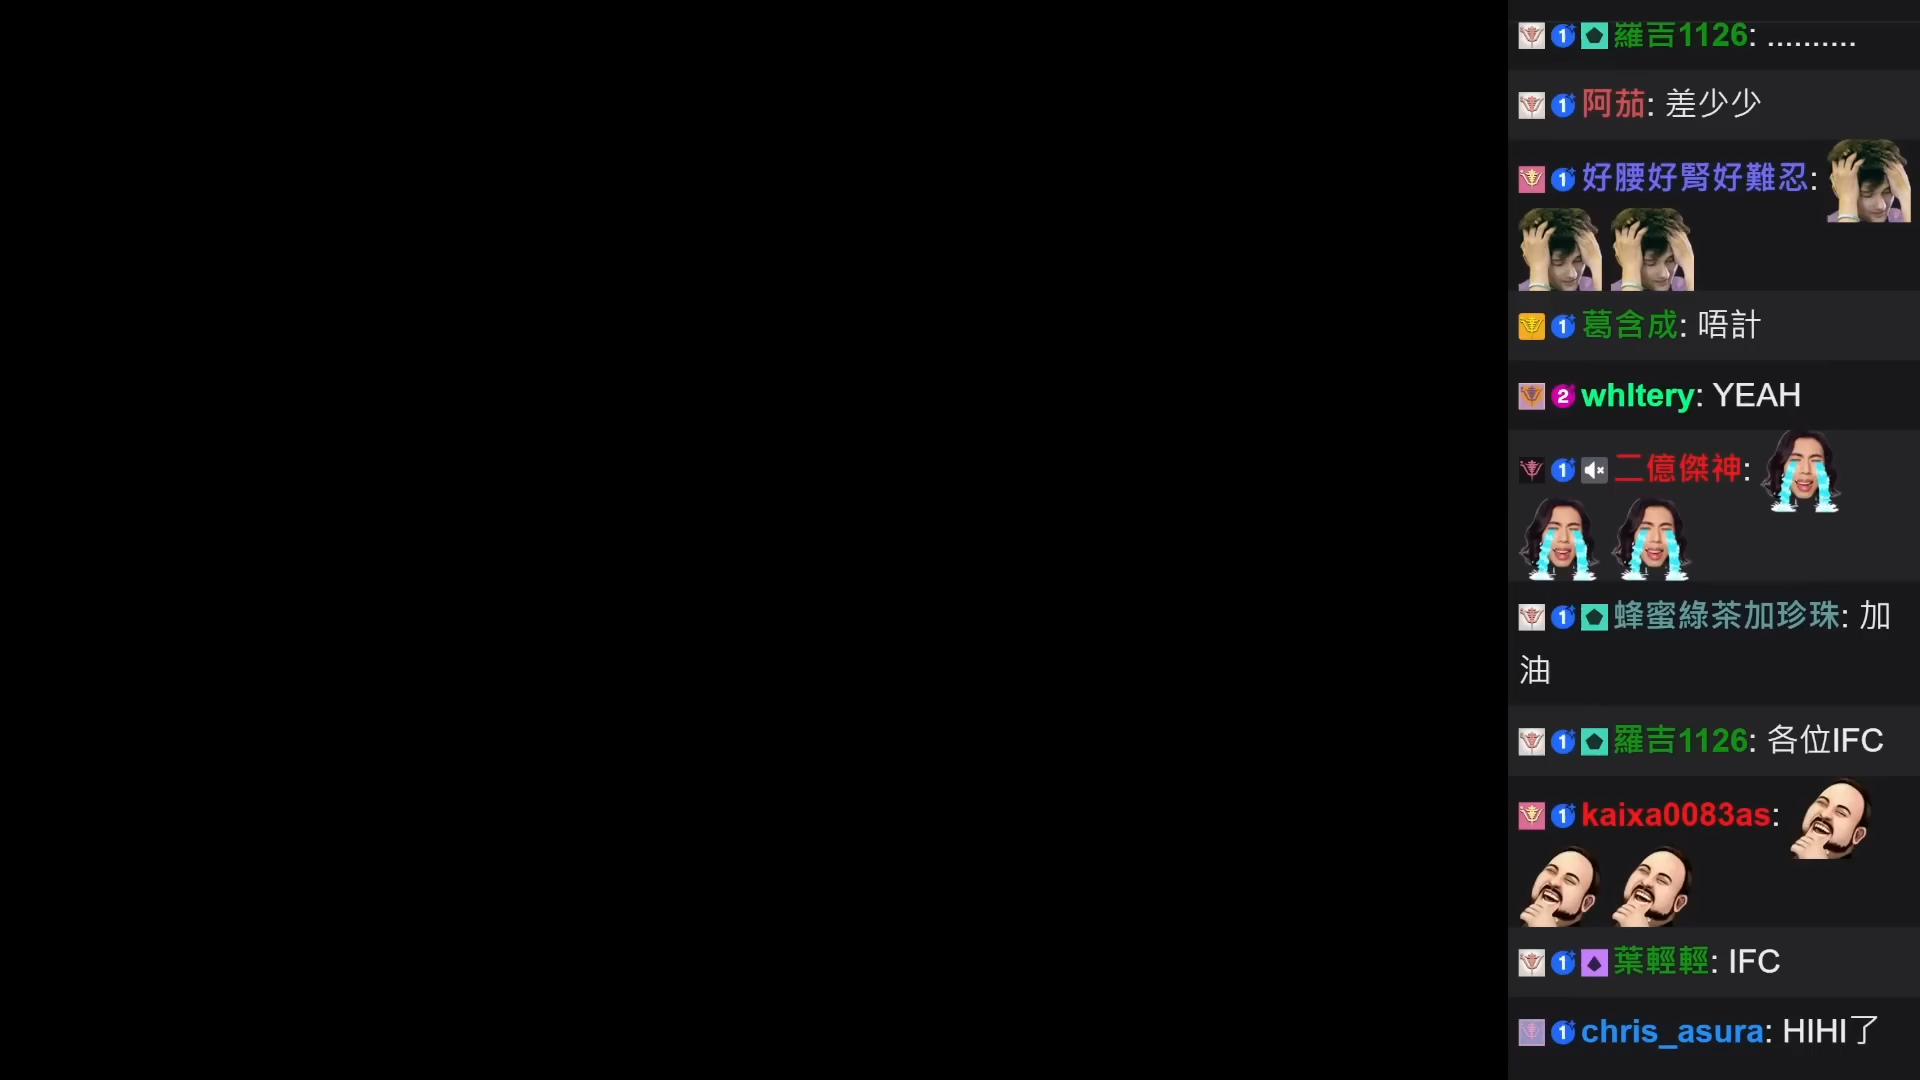 羅吉1126: ..........
阿茄: 差少少
好腰好腎好難忍:
葛含成: 唔計
whltery: YEAH
二億傑神:
蜂蜜綠茶加珍珠: 加
油
羅吉1126: 各位IFC
kaixa0083as:
葉輕輕: IFC
chris_asura: HIHI了